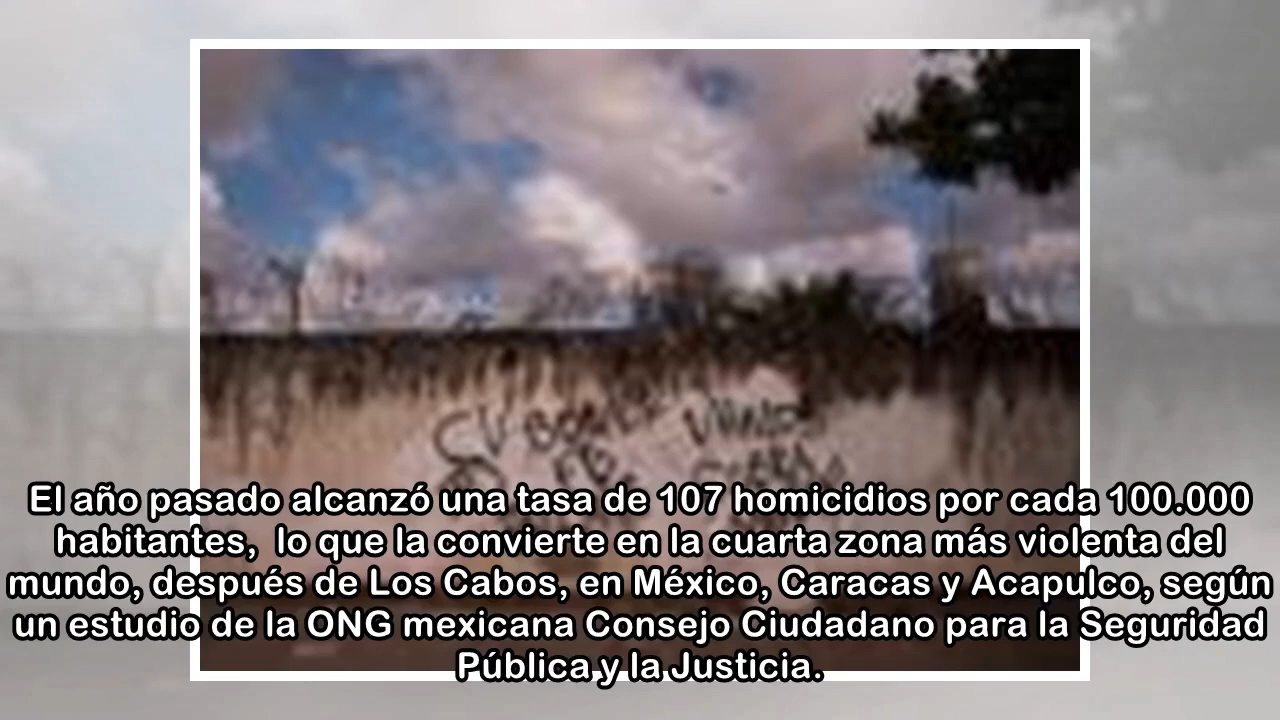 El año pasado alcanzó una tasa de 107 homicidios por cada 100.000
habitantes,  lo que la convierte en la cuarta zona más violenta del
mundo, después de Los Cabos, en México, Caracas y Acapulco, según
un estudio de la ONG mexicana Consejo Ciudadano para la Seguridad
Pública y la Justicia.